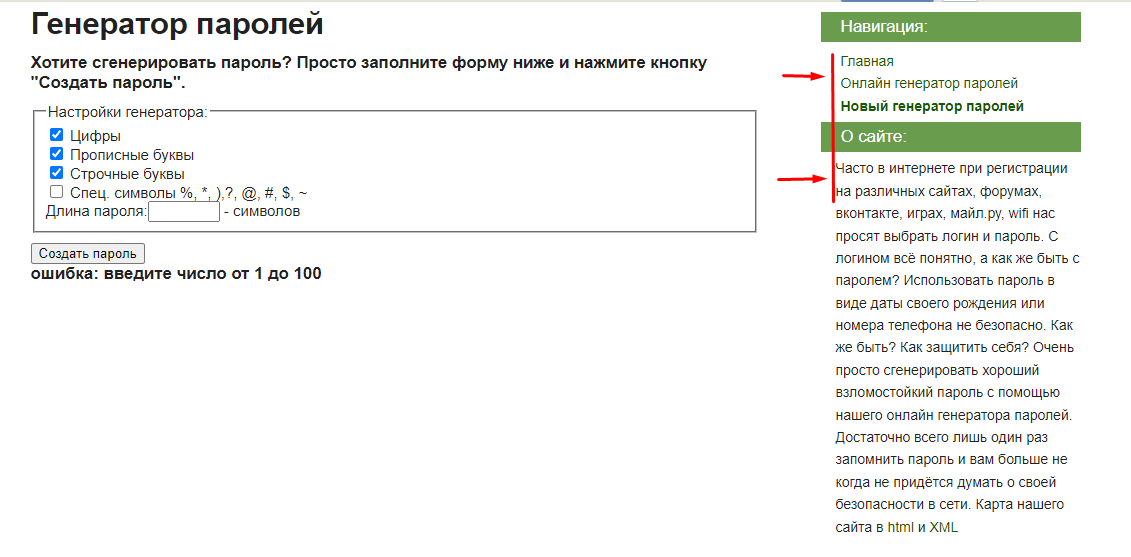 Генератор паролей
Хотите сгенерировать пароль? Просто заполните форму ниже и нажмите кнопку
"Создать пароль".
Настройки генератора:
Цифры
Прописные буквы
Строчные буквы
Спец. символы %, *, ),?, @, #, $, ~
Длина пароля: - символов
Создать пароль
ошибка: введите число от 1 до 100
Навигация:
Главная
Онлайн генератор паролей
Новый генератор паролей
О сайте:
Часто в интернете при регистрации
на различных сайтах, форумах,
вконтакте, играх, майл.ру, wifi нас
просят выбрать логин и пароль. С
логином всё понятно, а как же быть с
паролем? Использовать пароль в
виде даты своего рождения или
номера телефона не безопасно. Как
же быть? Как защитить себя? Очень
просто сгенерировать хороший
взломостойкий пароль с помощью
нашего онлайн генератора паролей.
Достаточно всего лишь один раз
запомнить пароль и вам больше не
когда не придётся думать о своей
безопасности в сети. Карта нашего
сайта в html и XML